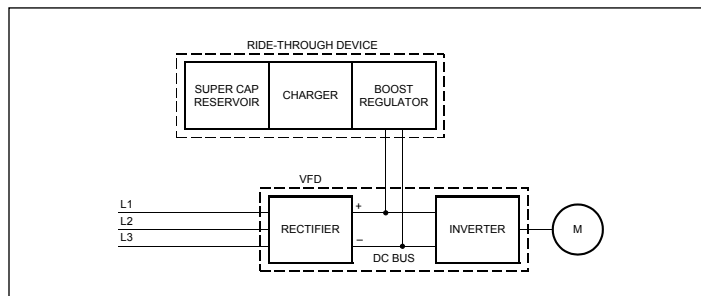 RIDE-THROUGH DEVICE
SUPER CAP
RESERVOIR
CHARGER
BOOST
REGULATOR
VFD
L1
L2
L3
RECTIFIER
+
–
DC BUS
INVERTER
M